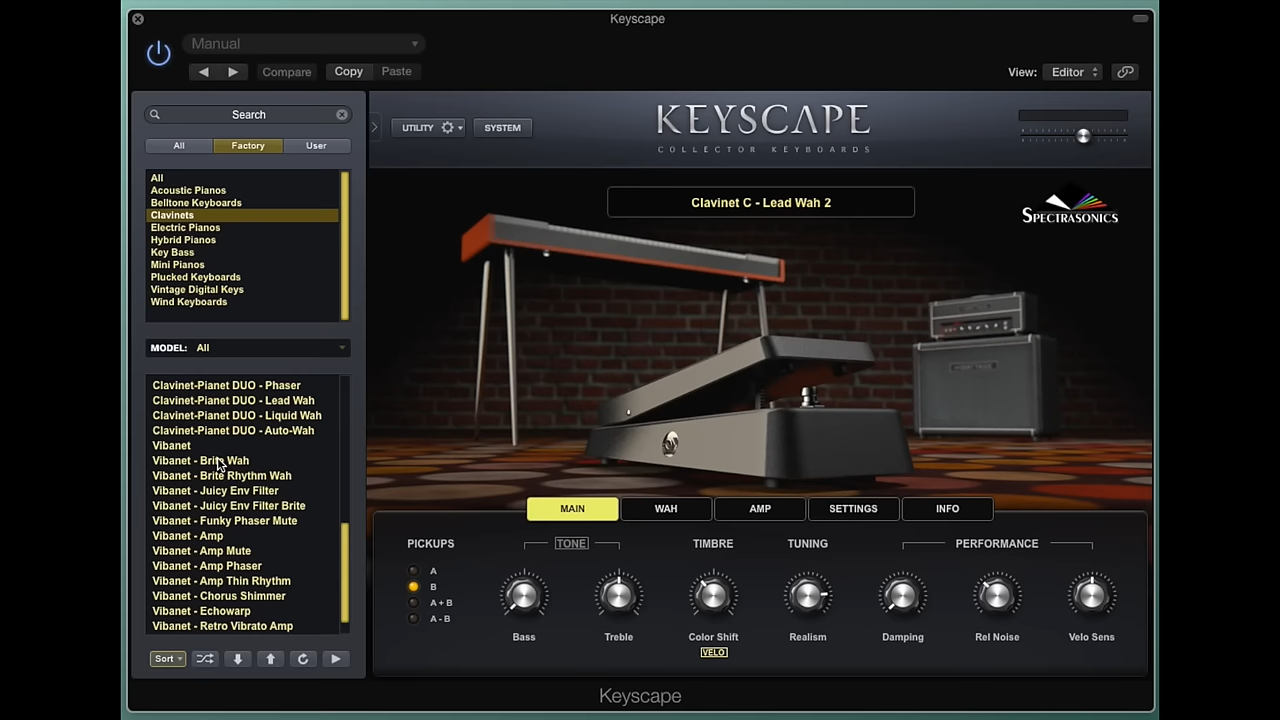 Keyscape
Manual
Compare
Copy
Paste
View:
Editor
Search
All
Factory
User
All
Acoustic Pianos
Belltone Keyboards
Clavinets
Electric Pianos
Hybrid Pianos
Key Bass
Mini Pianos
Plucked Keyboards
Vintage Digital Keys
Wind Keyboards
MODEL: All
Clavinet-Pianet DUO - Phaser
Clavinet-Pianet DUO - Lead Wah
Clavinet-Pianet DUO - Liquid Wah
Clavinet-Pianet DUO - Auto-Wah
Vibanet
Vibanet - Brite Wah
Vibanet - Brite Rhythm Wah
Vibanet - Juicy Env Filter
Vibanet - Juicy Env Filter Brite
Vibanet - Funky Phaser Mute
Vibanet - Amp
Vibanet - Amp Mute
Vibanet - Amp Phaser
Vibanet - Amp Thin Rhythm
Vibanet - Chorus Shimmer
Vibanet - Echowarp
Vibanet - Retro Vibrato Amp
Sort
UTILITY
SYSTEM
KEYSCAPE
COLLECTOR KEYBOARDS
Clavinet C - Lead Wah 2
SPECTRASONICS
MAIN
WAH
AMP
SETTINGS
INFO
PICKUPS
TONE
TIMBRE
TUNING
PERFORMANCE
A
B
A + B
A - B
Bass
Treble
Color Shift
Realism
Damping
Rel Noise
Velo Sens
VELO
Keyscape